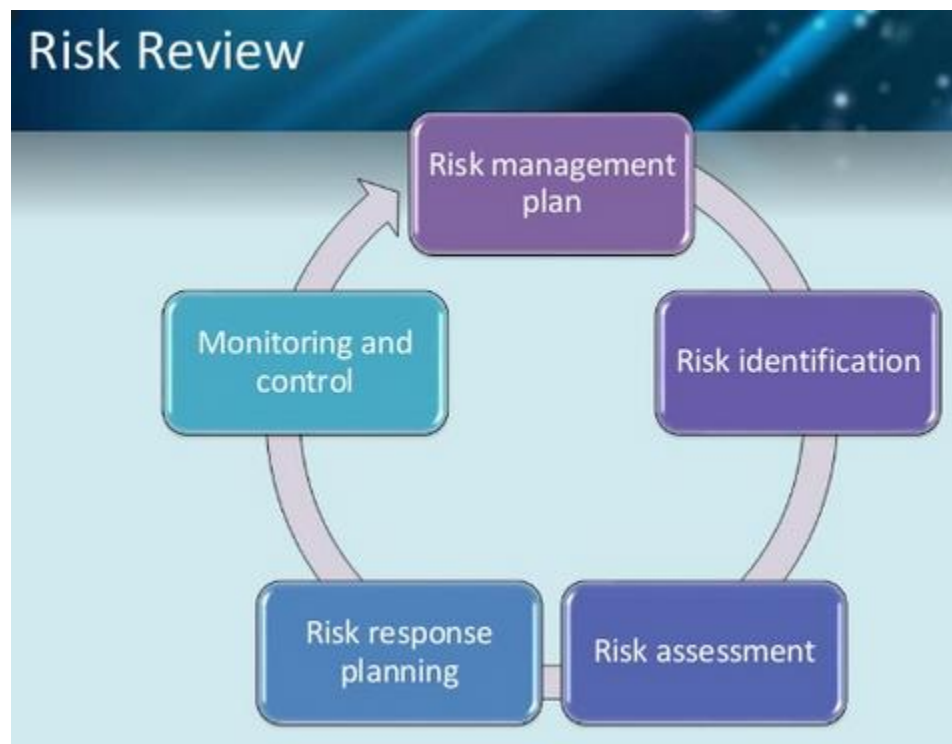 Risk Review
Risk management
plan
Risk identification
Risk assessment
Risk response
planning
Monitoring and
control